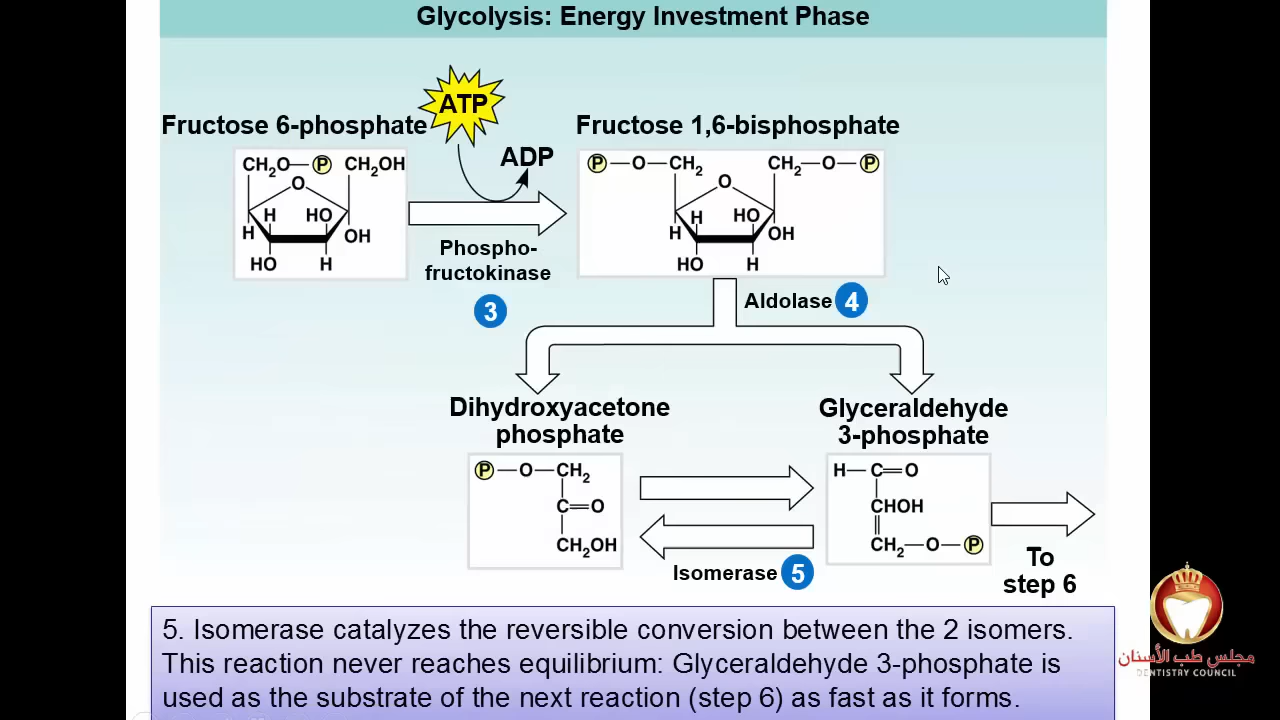 Glycolysis: Energy Investment Phase
ATP
Fructose 6-phosphate
Fructose 1,6-bisphosphate
ADP
CH₂O—P CH₂OH
O
H HO
H OH
HO H
P—O—CH₂ CH₂—O—P
O
H HO
H OH
HO H
Phospho-
fructokinase
3
Aldolase 4
Dihydroxyacetone
phosphate
Glyceraldehyde
3-phosphate
P—O—CH₂
C=O
CH₂OH
H—C=O
CHOH
CH₂—O—P
Isomerase 5
To
step 6
5. Isomerase catalyzes the reversible conversion between the 2 isomers.
This reaction never reaches equilibrium: Glyceraldehyde 3-phosphate is
used as the substrate of the next reaction (step 6) as fast as it forms.
مجلس طب الأسنان
DENTISTRY COUNCIL